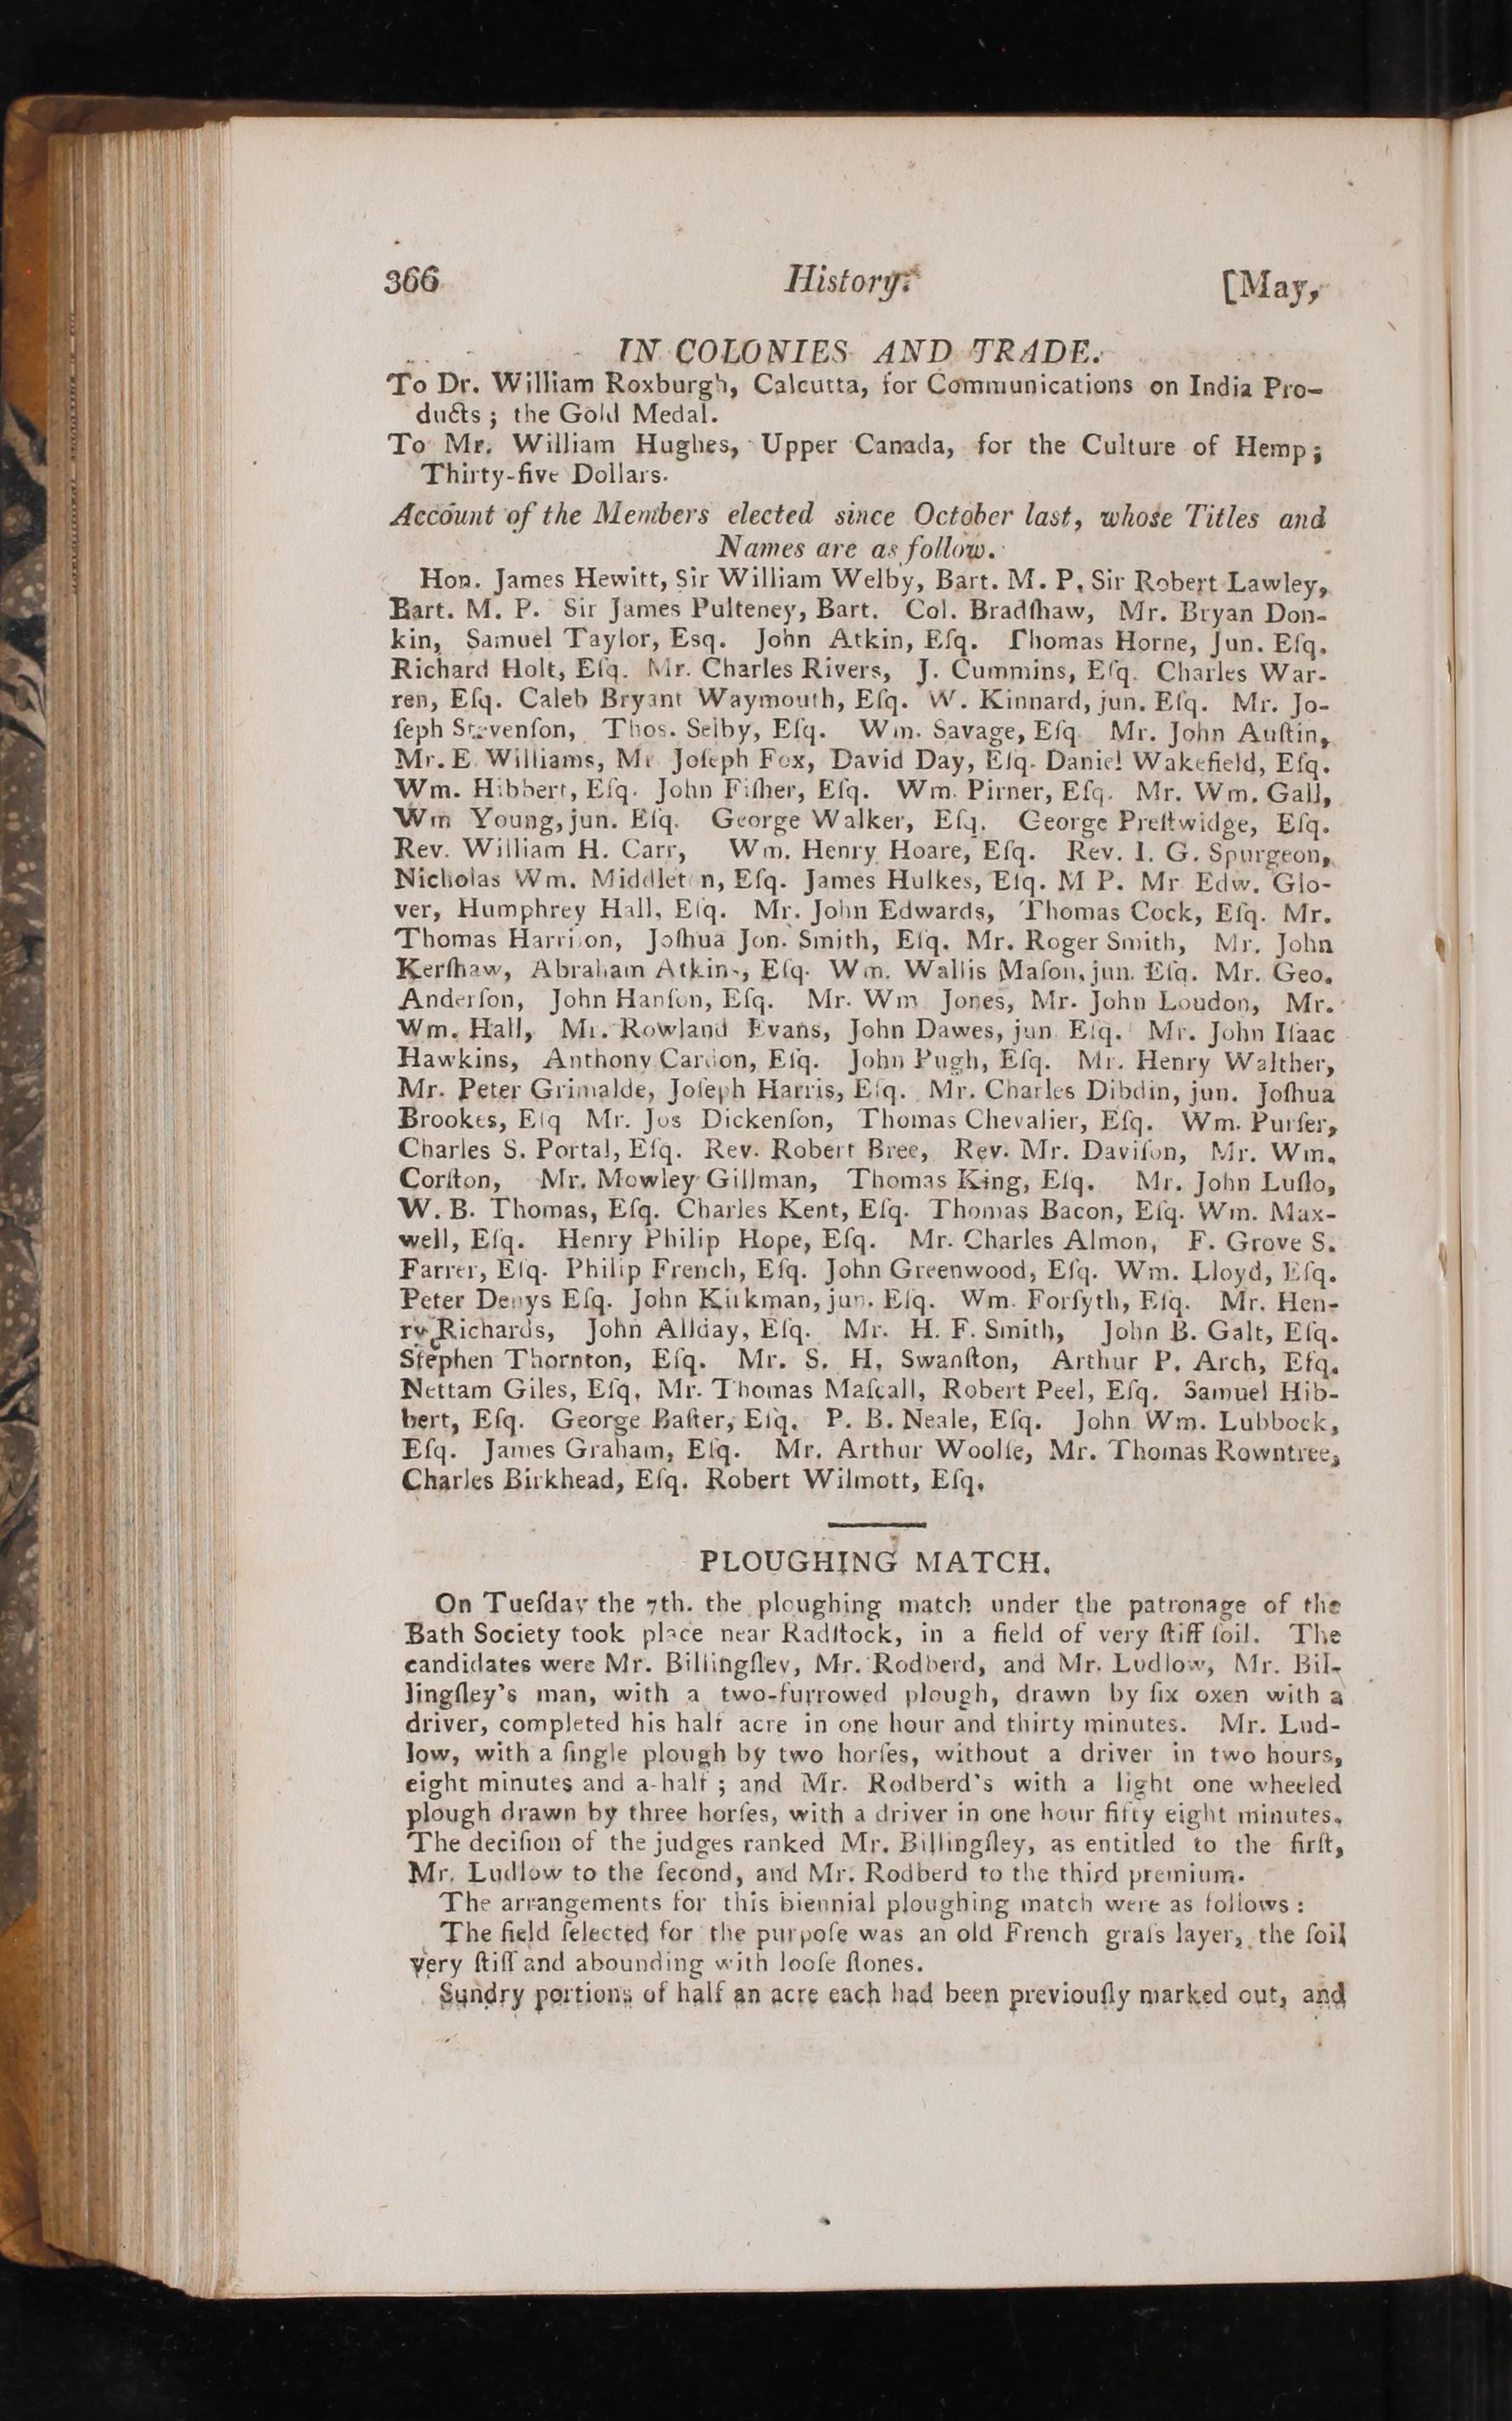 366 History. [May,
IN COLONIES AND TRADE.
To Dr. William Roxburgh, Calcutta, for Communications on India Pro-
ducts ; the Gold Medal.
To Mr. William Hughes, Upper Canada, for the Culture of Hemp ;
Thirty-five Dollars.
Account of the Members elected since October last, whose Titles and
Names are as follow.
Hon. James Hewitt, Sir William Welby, Bart. M. P. Sir Robert Lawley,
Bart. M. P. Sir James Pulteney, Bart. Col. Bradſhaw, Mr. Bryan Don-
kin, Samuel Taylor, Esq. John Atkin, Eſq. Thomas Horne, Jun. Eſq.
Richard Holt, Eſq. Mr. Charles Rivers, J. Cummins, Eſq. Charles War-
ren, Eſq. Caleb Bryant Waymouth, Eſq. W. Kinnard, jun. Eſq. Mr. Jo-
ſeph Stevenſon, Thos. Selby, Eſq. Wm. Savage, Eſq. Mr. John Auſtin,
Mr. E. Williams, Mr Joſeph Fox, David Day, Eſq. Daniel Wakefield, Eſq.
Wm. Hibbert, Eſq. John Fiſher, Eſq. Wm. Pirner, Eſq. Mr. Wm. Gall,
Wm Young, jun. Eſq. George Walker, Eſq. George Preſtwidge, Eſq.
Rev. William H. Carr, Wm. Henry Hoare, Eſq. Rev. I. G. Spurgeon,
Nicholas Wm. Middleton, Eſq. James Hulkes, Eſq. M P. Mr Edw. Glo-
ver, Humphrey Hall, Eſq. Mr. John Edwards, Thomas Cock, Eſq. Mr.
Thomas Harriſon, Joſhua Jon. Smith, Eſq. Mr. Roger Smith, Mr. John
Kerſhaw, Abraham Atkins, Eſq. Wm. Wallis Maſon, jun. Eſq. Mr. Geo.
Anderſon, John Hanſon, Eſq. Mr. Wm Jones, Mr. John Loudon, Mr.
Wm. Hall, Mr. Rowland Evans, John Dawes, jun. Eſq. Mr. John Iſaac
Hawkins, Anthony Cardon, Eſq. John Pugh, Eſq. Mr. Henry Walther,
Mr. Peter Grimalde, Joſeph Harris, Eſq. Mr. Charles Dibdin, jun. Joſhua
Brookes, Eſq Mr. Jos Dickenſon, Thomas Chevalier, Eſq. Wm. Purſer,
Charles S. Portal, Eſq. Rev. Robert Bree, Rev. Mr. Daviſon, Mr. Wm.
Corſton, Mr. Mowley Gillman, Thomas King, Eſq. Mr. John Luſlo,
W. B. Thomas, Eſq. Charles Kent, Eſq. Thomas Bacon, Eſq. Wm. Max-
well, Eſq. Henry Philip Hope, Eſq. Mr. Charles Almon, F. Grove S.
Farrer, Eſq. Philip French, Eſq. John Greenwood, Eſq. Wm. Lloyd, Eſq.
Peter Denys Eſq. John Kirkman, jun. Eſq. Wm. Forſyth, Eſq. Mr. Hen-
ry Richards, John Allday, Eſq. Mr. H. F. Smith, John B. Galt, Eſq.
Stephen Thornton, Eſq. Mr. S. H. Swanſton, Arthur P. Arch, Eſq.
Nettam Giles, Eſq. Mr. Thomas Maſcall, Robert Peel, Eſq. Samuel Hib-
bert, Eſq. George Baſter, Eſq. P. B. Neale, Eſq. John Wm. Lubbock,
Eſq. James Graham, Eſq. Mr. Arthur Woolſe, Mr. Thomas Rowntree,
Charles Birkhead, Eſq. Robert Wilmott, Eſq.
PLOUGHING MATCH.
On Tueſday the 7th. the ploughing match under the patronage of the
Bath Society took place near Radſtock, in a field of very ſtiff ſoil. The
candidates were Mr. Billingſley, Mr. Rodberd, and Mr. Ludlow, Mr. Bil-
lingſley's man, with a two-furrowed plough, drawn by ſix oxen with a
driver, completed his half acre in one hour and thirty minutes. Mr. Lud-
low, with a ſingle plough by two horſes, without a driver in two hours,
eight minutes and a-half ; and Mr. Rodberd's with a light one wheeled
plough drawn by three horſes, with a driver in one hour fifty eight minutes.
The deciſion of the judges ranked Mr. Billingſley, as entitled to the firſt,
Mr. Ludlow to the ſecond, and Mr. Rodberd to the third premium.
The arrangements for this biennial ploughing match were as follows :
The field ſelected for the purpoſe was an old French graſs layer, the ſoil
very ſtiff and abounding with looſe ſtones.
Sundry portions of half an acre each had been previouſly marked out, and